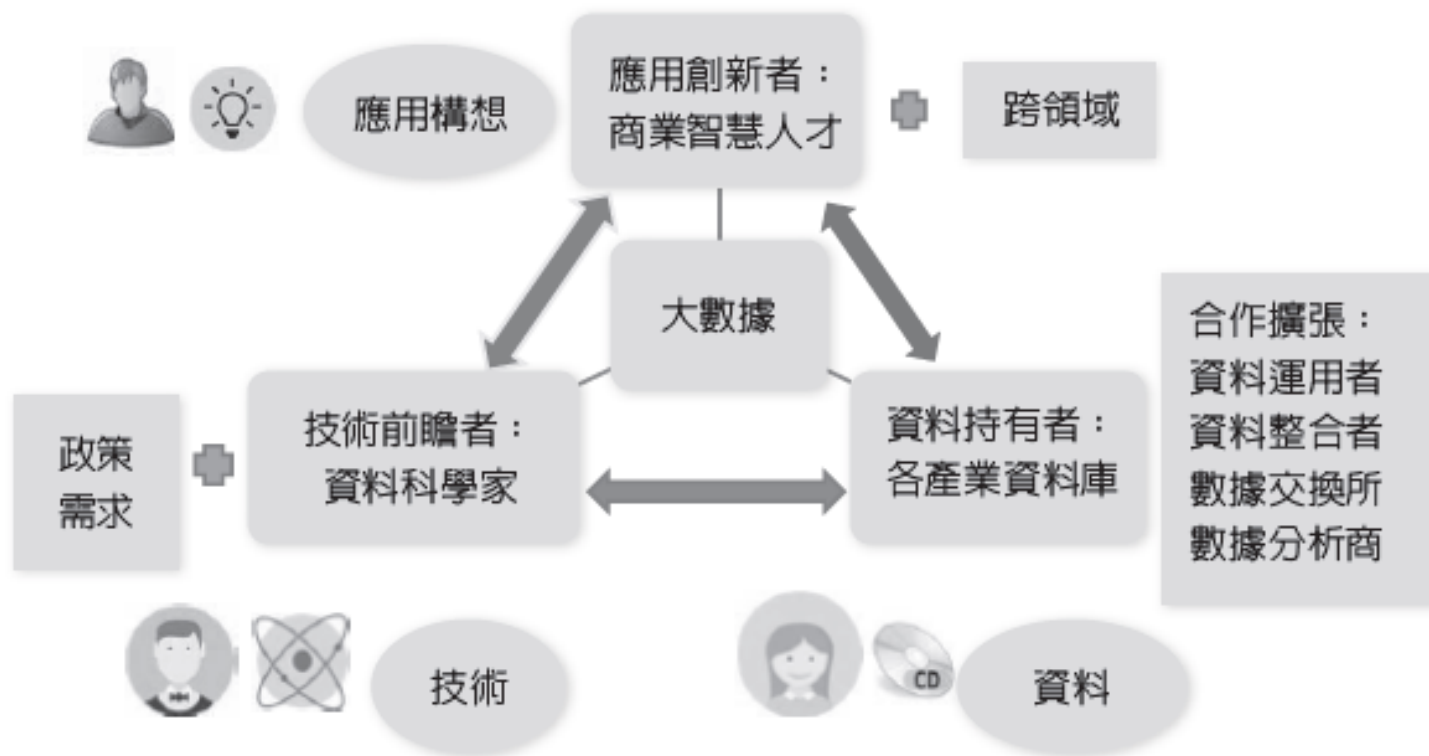 應用構想
應用創新者：
商業智慧人才
跨領域
大數據
政策
需求
技術前瞻者：
資料科學家
資料持有者：
各產業資料庫
合作擴張：
資料運用者
資料整合者
數據交換所
數據分析商
技術
CD
資料